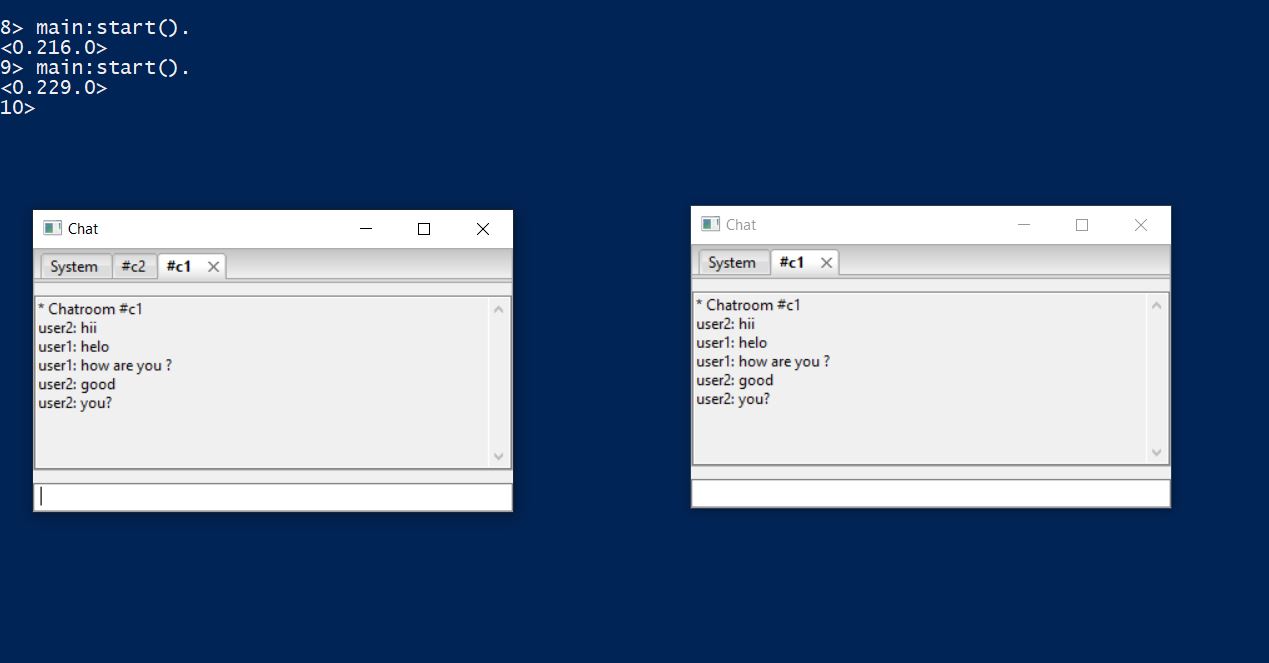 8> main:start().
<0.216.0>
9> main:start().
<0.229.0>
10>
Chat
System #c2 #c1
* Chatroom #c1
user2: hii
user1: helo
user1: how are you ?
user2: good
user2: you?
Chat
System #c1
* Chatroom #c1
user2: hii
user1: helo
user1: how are you ?
user2: good
user2: you?